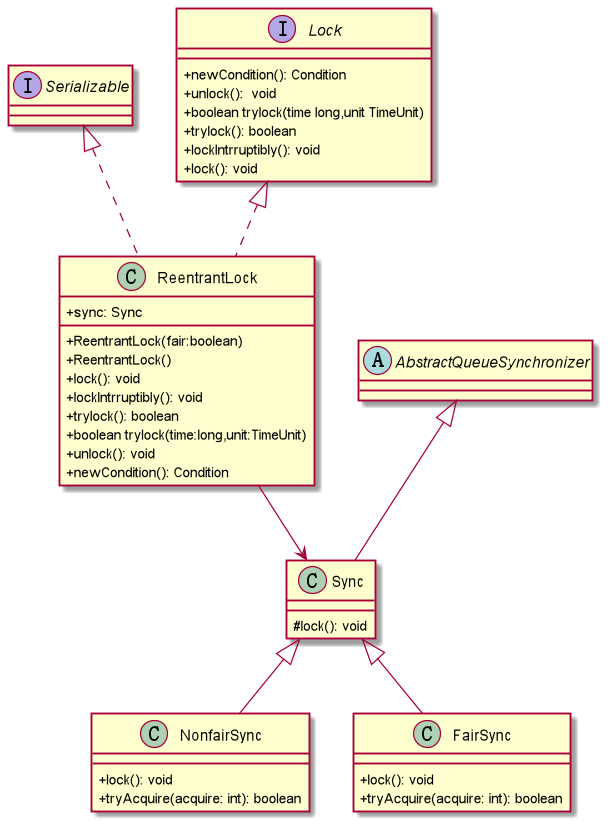 I Lock
+newCondition(): Condition
+unlock():  void
+boolean trylock(time long,unit TimeUnit)
+trylock(): boolean
+lockIntrruptibly(): void
+lock(): void
I Serializable
C ReentrantLock
+sync: Sync
+ReentrantLock(fair:boolean)
+ReentrantLock()
+lock(): void
+lockIntrruptibly(): void
+trylock(): boolean
+boolean trylock(time:long,unit:TimeUnit)
+unlock(): void
+newCondition(): Condition
A AbstractQueueSynchronizer
C Sync
#lock(): void
C NonfairSync
+lock(): void
+tryAcquire(acquire: int): boolean
C FairSync
+lock(): void
+tryAcquire(acquire: int): boolean